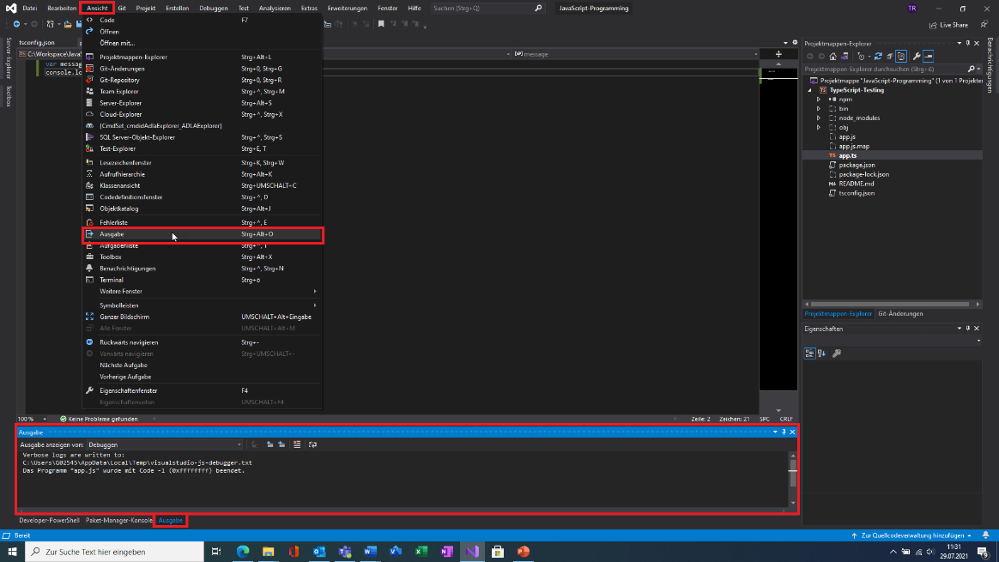 Datei Bearbeiten Ansicht Git Projekt Erstellen Debuggen Test Analysieren Extras Erweiterungen Fenster Hilfe Suchen (Strg+Q) JavaScript-Programming TR
Live Share
Server-Explorer
Toolbox
Benachrichtigungen
tsconfig.json
message
var messag
console.lo
Code F7
Öffnen
Öffnen mit...
Projektmappen-Explorer Strg+Alt+L
Git-Änderungen Strg+0, Strg+G
Git-Repository Strg+0, Strg+R
Team Explorer Strg+^, Strg+M
Server-Explorer Strg+Alt+S
Cloud-Explorer Strg+^, Strg+X
(CmdSet_cmdidAdlaExplorer_ADLAExplorer)
SQL Server-Objekt-Explorer Strg+^, Strg+S
Test-Explorer Strg+E, T
Lesezeichenfenster Strg+K, Strg+W
Aufrufhierarchie Strg+Alt+K
Klassenansicht Strg+UMSCHALT+C
Codedefinitionsfenster Strg+^, D
Objektkatalog Strg+Alt+J
Fehlerliste Strg+^, E
Ausgabe Strg+Alt+O
Aufgabenliste Strg+^, T
Toolbox Strg+Alt+X
Benachrichtigungen Strg+^, Strg+N
Terminal Strg+ö
Weitere Fenster
Symbolleisten
Ganzer Bildschirm UMSCHALT+Alt+Eingabe
Alle Fenster UMSCHALT+Alt+M
Rückwärts navigieren Strg+-
Vorwärts navigieren Strg+UMSCHALT+-
Nächste Aufgabe
Vorherige Aufgabe
Eigenschaftenfenster F4
Eigenschaftenseiten UMSCHALT+F4
Projektmappen-Explorer
Projektmappen-Explorer durchsuchen (Strg+ö)
Projektmappe "JavaScript-Programming" (1 von 1 Projekten
TypeScript-Testing
npm
bin
node_modules
obj
app.js
app.js.map
app.ts
package.json
package-lock.json
README.md
tsconfig.json
Projektmappen-Explorer Git-Änderungen
Eigenschaften
100 % Keine Probleme gefunden Zeile: 2 Zeichen: 21 SPC CRLF
Ausgabe
Ausgabe anzeigen von: Debuggen
Verbose logs are written to:
C:\Users\G02545\AppData\Local\Temp\visualstudio-js-debugger.txt
Das Programm "app.js" wurde mit Code -1 (0xffffffff) beendet.
Developer-PowerShell Paket-Manager-Konsole Ausgabe
Bereit Zur Quellcodeverwaltung hinzufügen
Zur Suche Text hier eingeben
11:31
29.07.2021